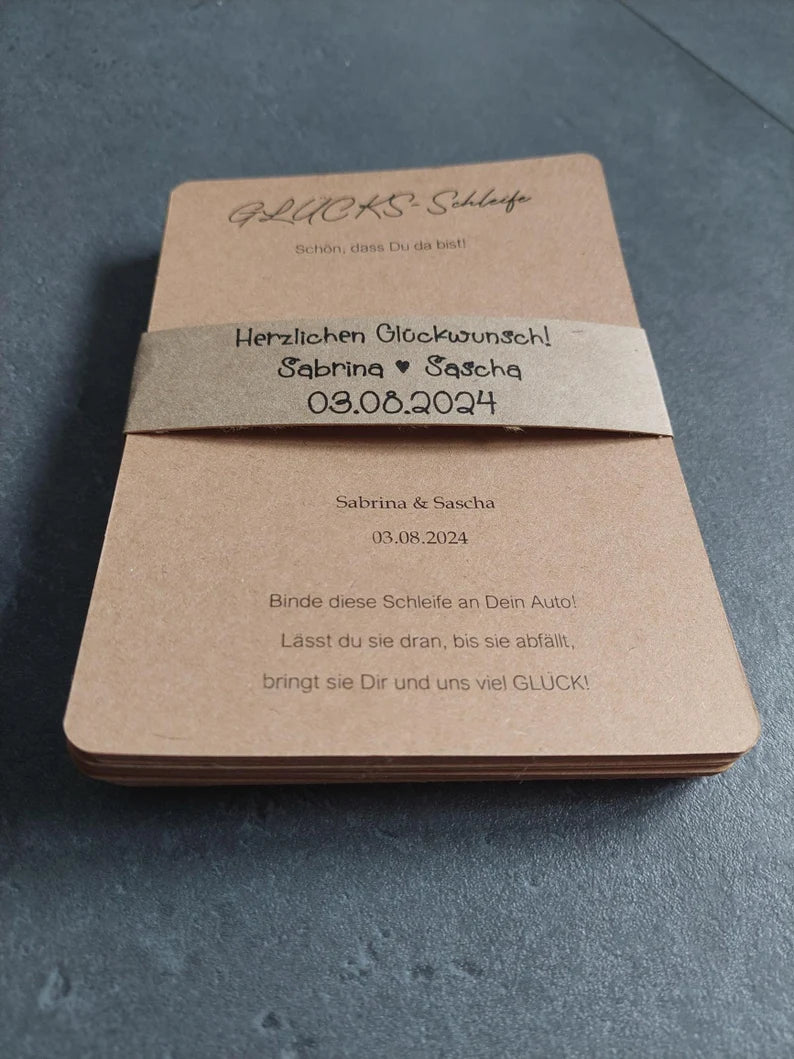 GLÜCKS-Schleife
Schön, dass Du da bist!
Herzlichen Glückwunsch!
Sabrina ♥ Sascha
03.08.2024
Sabrina & Sascha
03.08.2024
Binde diese Schleife an Dein Auto!
Lässt du sie dran, bis sie abfällt,
bringt sie Dir und uns viel GLÜCK!